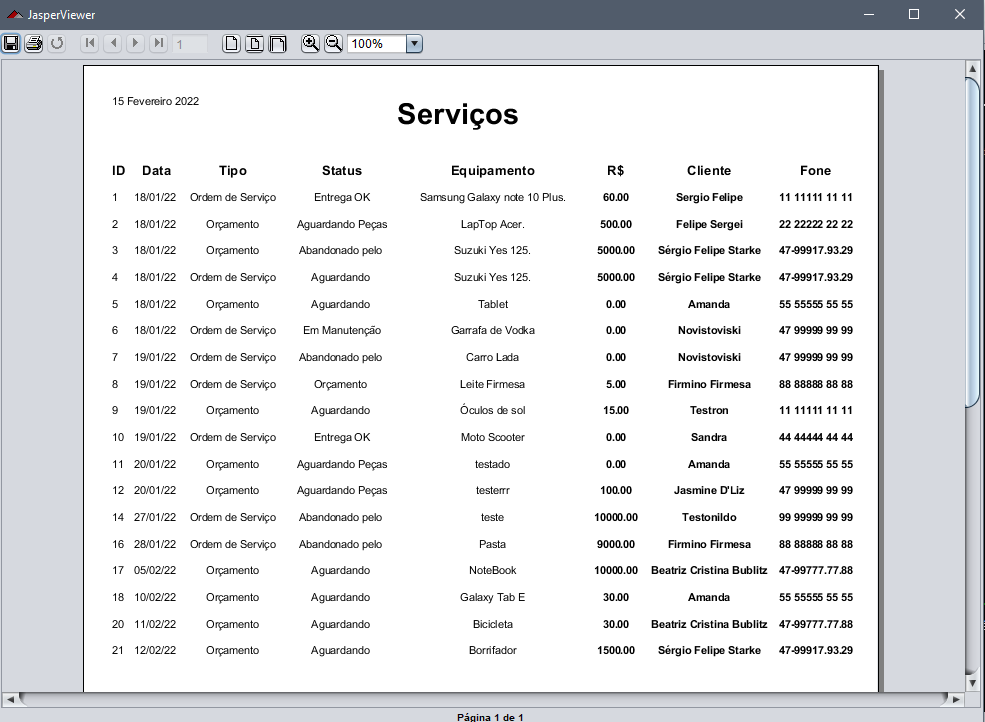 JasperViewer
1
100%
15 Fevereiro 2022
Serviços
ID Data Tipo Status Equipamento R$ Cliente Fone
1 18/01/22 Ordem de Serviço Entrega OK Samsung Galaxy note 10 Plus. 60.00 Sergio Felipe 11 11111 11 11
2 18/01/22 Orçamento Aguardando Peças LapTop Acer. 500.00 Felipe Sergei 22 22222 22 22
3 18/01/22 Orçamento Abandonado pelo Suzuki Yes 125. 5000.00 Sérgio Felipe Starke 47-99917.93.29
4 18/01/22 Ordem de Serviço Aguardando Suzuki Yes 125. 5000.00 Sérgio Felipe Starke 47-99917.93.29
5 18/01/22 Orçamento Aguardando Tablet 0.00 Amanda 55 55555 55 55
6 18/01/22 Ordem de Serviço Em Manutenção Garrafa de Vodka 0.00 Novistoviski 47 99999 99 99
7 19/01/22 Ordem de Serviço Abandonado pelo Carro Lada 0.00 Novistoviski 47 99999 99 99
8 19/01/22 Ordem de Serviço Orçamento Leite Firmesa 5.00 Firmino Firmesa 88 88888 88 88
9 19/01/22 Orçamento Aguardando Óculos de sol 15.00 Testron 11 11111 11 11
10 19/01/22 Ordem de Serviço Entrega OK Moto Scooter 0.00 Sandra 44 44444 44 44
11 20/01/22 Orçamento Aguardando Peças testado 0.00 Amanda 55 55555 55 55
12 20/01/22 Orçamento Aguardando Peças testerrr 100.00 Jasmine D'Liz 47 99999 99 99
14 27/01/22 Ordem de Serviço Abandonado pelo teste 10000.00 Testonildo 99 99999 99 99
16 28/01/22 Ordem de Serviço Abandonado pelo Pasta 9000.00 Firmino Firmesa 88 88888 88 88
17 05/02/22 Orçamento Aguardando NoteBook 10000.00 Beatriz Cristina Bublitz 47-99777.77.88
18 10/02/22 Orçamento Aguardando Galaxy Tab E 30.00 Amanda 55 55555 55 55
20 11/02/22 Orçamento Aguardando Bicicleta 30.00 Beatriz Cristina Bublitz 47-99777.77.88
21 12/02/22 Orçamento Aguardando Borrifador 1500.00 Sérgio Felipe Starke 47-99917.93.29
Página 1 de 1